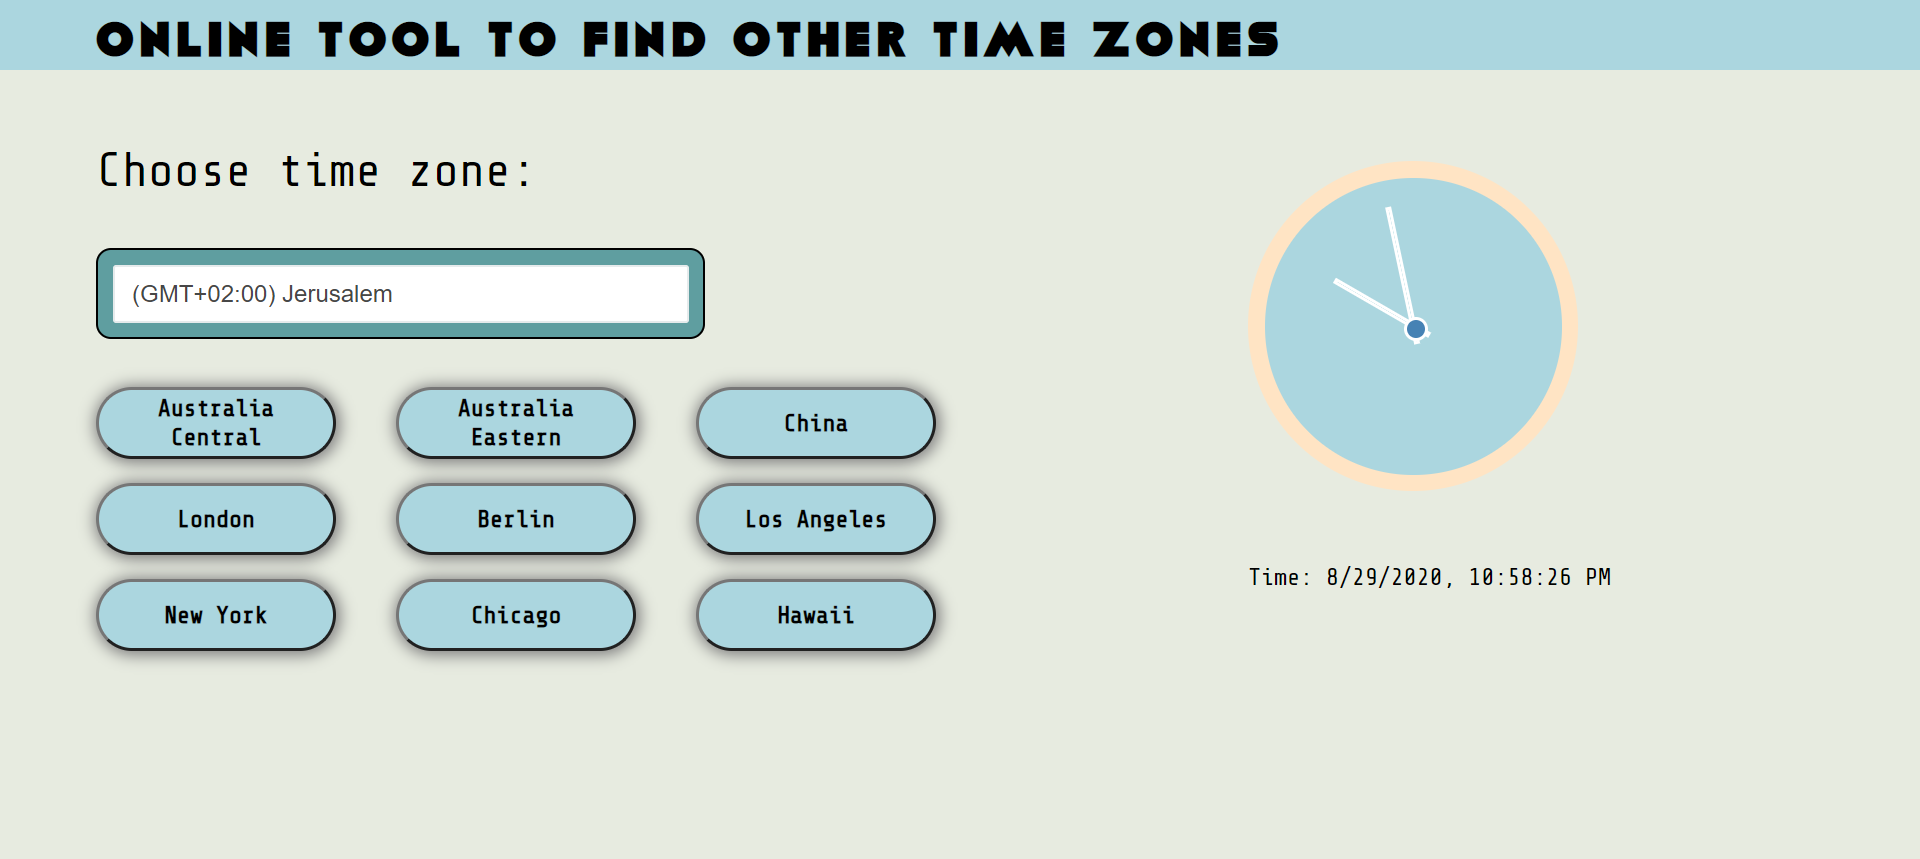 ONLINE TOOL TO FIND OTHER TIME ZONES
Choose time zone:
(GMT+02:00) Jerusalem
Australia
Central
Australia
Eastern
China
London
Berlin
Los Angeles
New York
Chicago
Hawaii
Time: 8/29/2020, 10:58:26 PM